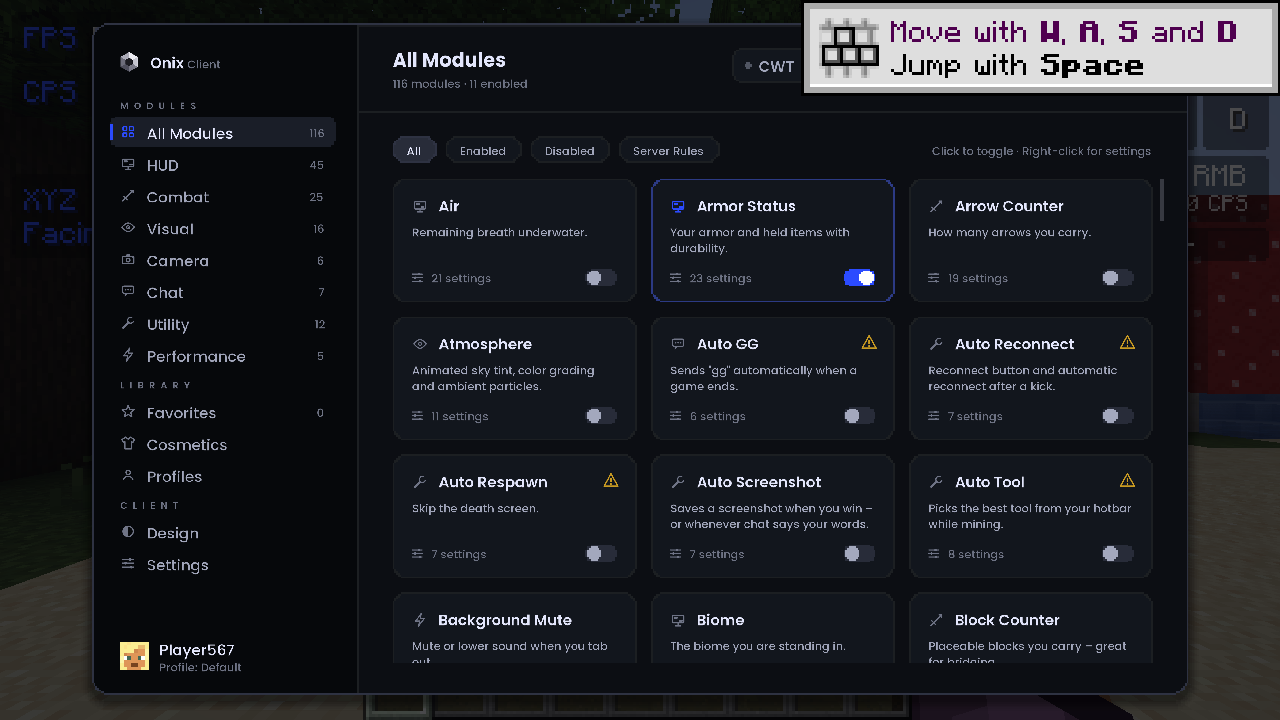 FPS
CPS
XYZ
Facin
Onix Client
MODULES
All Modules 116
HUD 45
Combat 25
Visual 16
Camera 6
Chat 7
Utility 12
Performance 5
LIBRARY
Favorites 0
Cosmetics
Profiles
CLIENT
Design
Settings
Player567
Profile: Default
All Modules
116 modules · 11 enabled
CWT
Move with W, A, S and D
Jump with Space
D
RMB
0 CPS
All Enabled Disabled Server Rules
Click to toggle · Right-click for settings
Air
Remaining breath underwater.
21 settings
Armor Status
Your armor and held items with
durability.
23 settings
Arrow Counter
How many arrows you carry.
19 settings
Atmosphere
Animated sky tint, color grading
and ambient particles.
11 settings
Auto GG
Sends "gg" automatically when a
game ends.
6 settings
Auto Reconnect
Reconnect button and automatic
reconnect after a kick.
7 settings
Auto Respawn
Skip the death screen.
7 settings
Auto Screenshot
Saves a screenshot when you win –
or whenever chat says your words.
7 settings
Auto Tool
Picks the best tool from your hotbar
while mining.
8 settings
Background Mute
Mute or lower sound when you tab
out.
Biome
The biome you are standing in.
Block Counter
Placeable blocks you carry – great
for bridging.